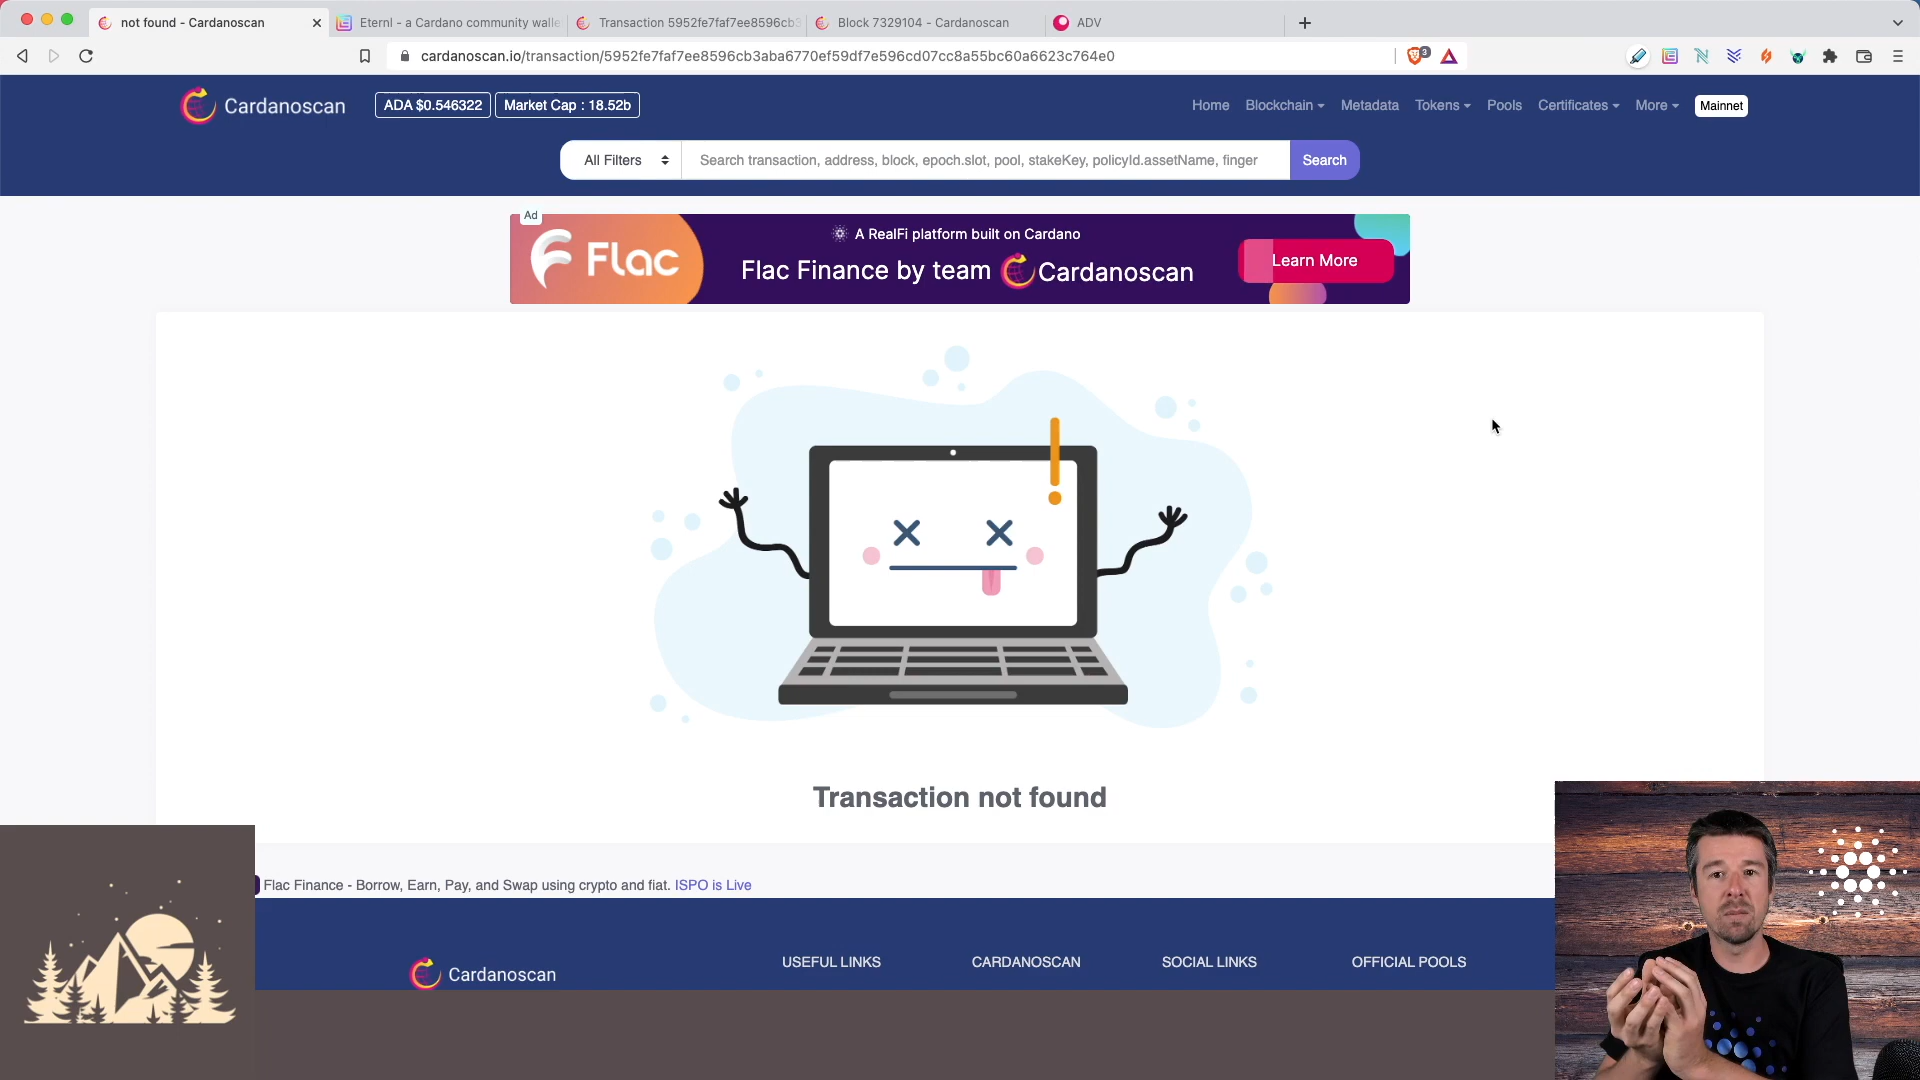 not found - Cardanoscan
Eternl - a Cardano community walle
Transaction 5952fe7faf7ee8596cb3
Block 7329104 - Cardanoscan
ADV
cardanoscan.io/transaction/5952fe7faf7ee8596cb3aba6770ef59df7e596cd07cc8a55bc60a6623c764e0
3
Cardanoscan
ADA $0.546322
Market Cap : 18.52b
Home
Blockchain
Metadata
Tokens
Pools
Certificates
More
Mainnet
All Filters
Search transaction, address, block, epoch.slot, pool, stakeKey, policyId.assetName, finger
Search
Ad
Flac
A RealFi platform built on Cardano
Flac Finance by team Cardanoscan
Learn More
Transaction not found
Flac Finance - Borrow, Earn, Pay, and Swap using crypto and fiat. ISPO is Live
Cardanoscan
USEFUL LINKS
CARDANOSCAN
SOCIAL LINKS
OFFICIAL POOLS